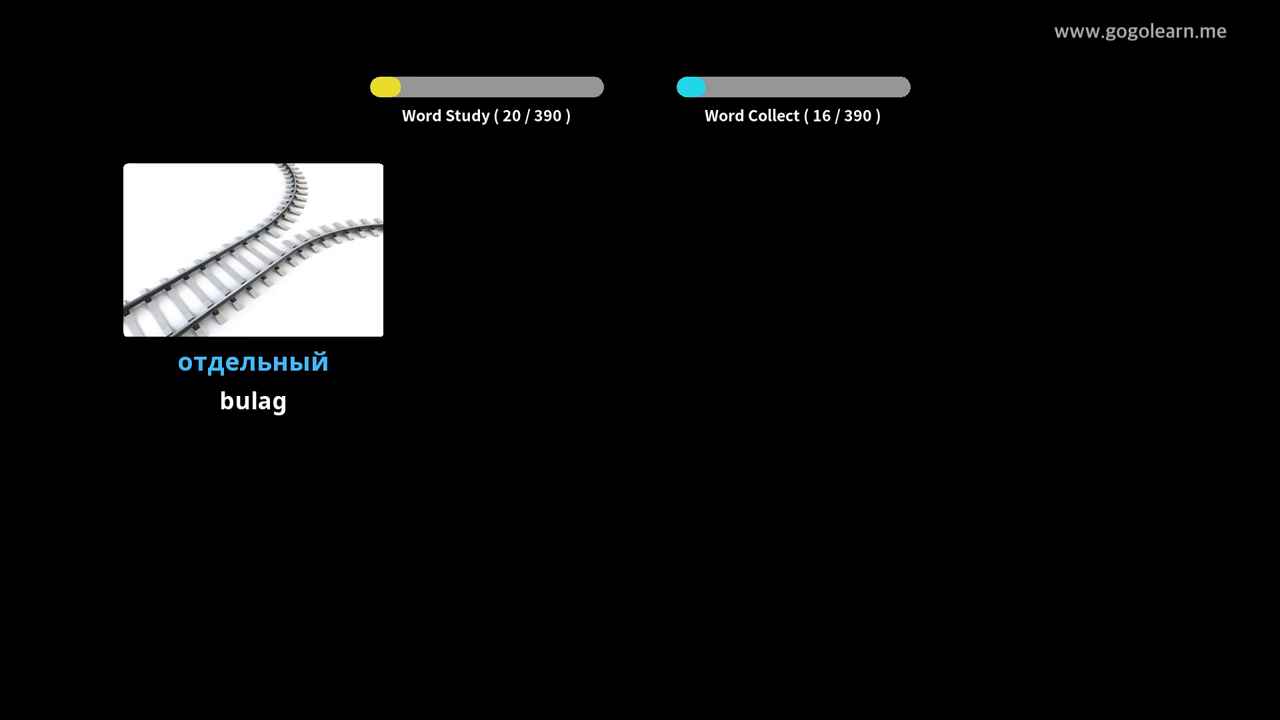 www.gogolearn.me
Word Study ( 20 / 390 )
Word Collect ( 16 / 390 )
отдельный
bulag